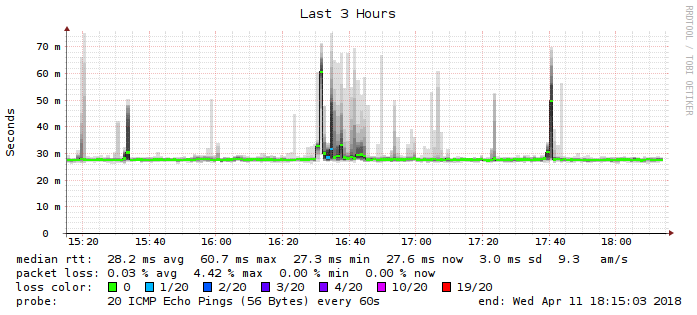 Last 3 Hours
RRDTOOL / TOBI OETIKER
Seconds
70 m
60 m
50 m
40 m
30 m
20 m
10 m
0
15:20 15:40 16:00 16:20 16:40 17:00 17:20 17:40 18:00
median rtt: 28.2 ms avg 60.7 ms max 27.3 ms min 27.6 ms now 3.0 ms sd 9.3 am/s
packet loss: 0.03 % avg 4.42 % max 0.00 % min 0.00 % now
loss color: 0 1/20 2/20 3/20 4/20 10/20 19/20
probe: 20 ICMP Echo Pings (56 Bytes) every 60s end: Wed Apr 11 18:15:03 2018